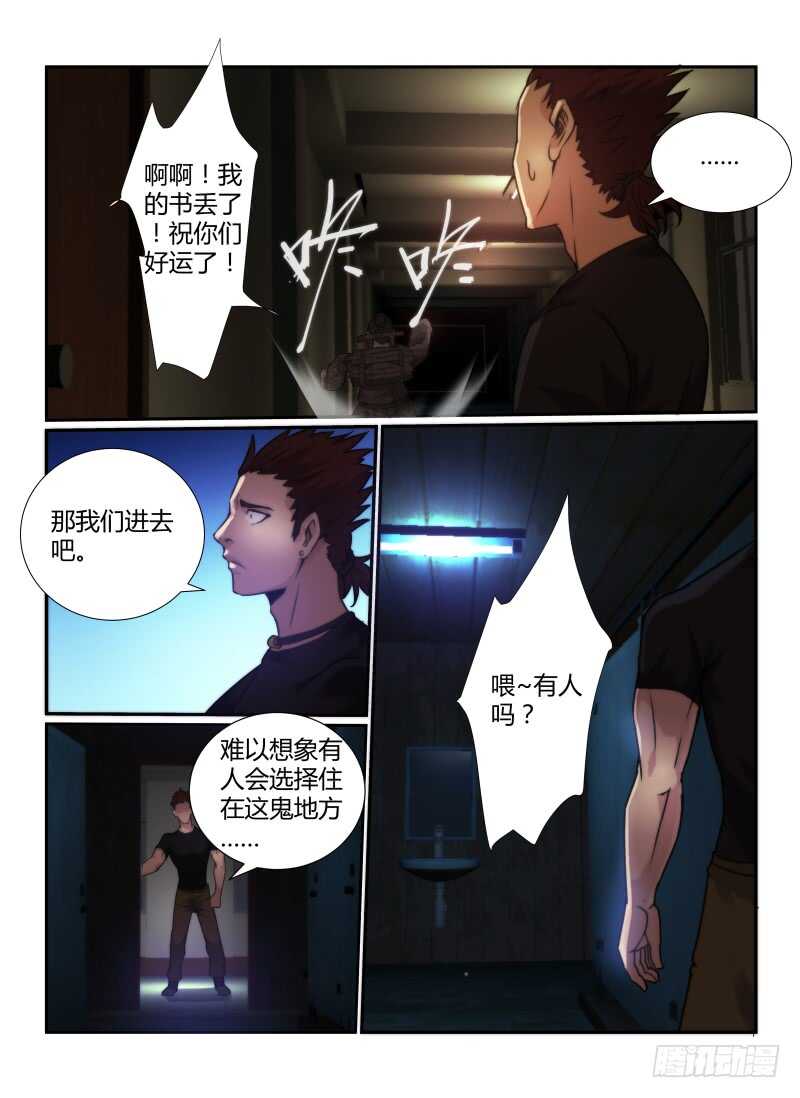 啊啊！我
的书丢了
！祝你们
好运了！
咚 咚
……
那我们进去
吧。
难以想象有
人会选择住
在这鬼地方
……
喂~有人
吗？
腾讯动漫